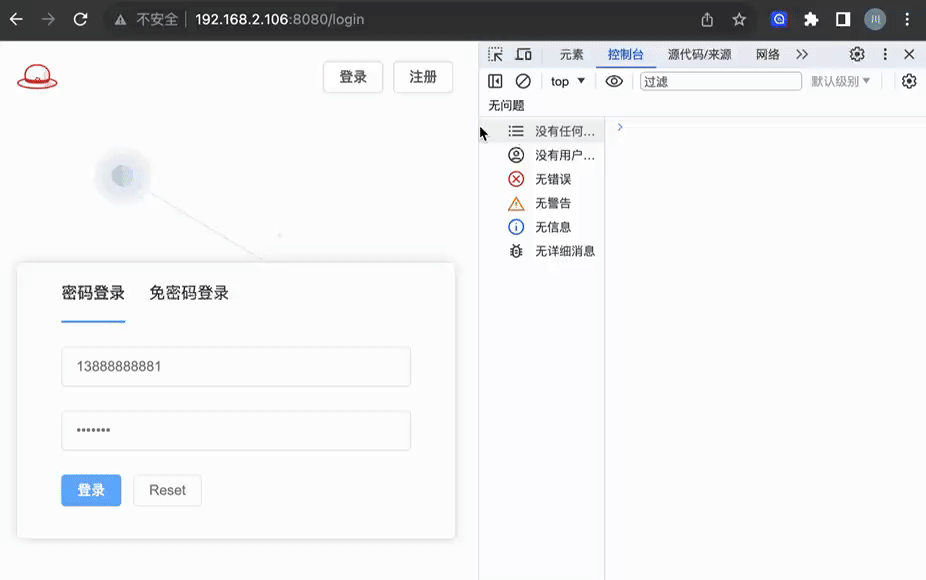 不安全 192.168.2.106:8080/login
川
登录 注册
密码登录 免密码登录
13888888881
•••••••
登录 Reset
元素 控制台 源代码/来源 网络
top 过滤 默认级别
无问题
没有任何…
没有用户…
无错误
无警告
无信息
无详细消息